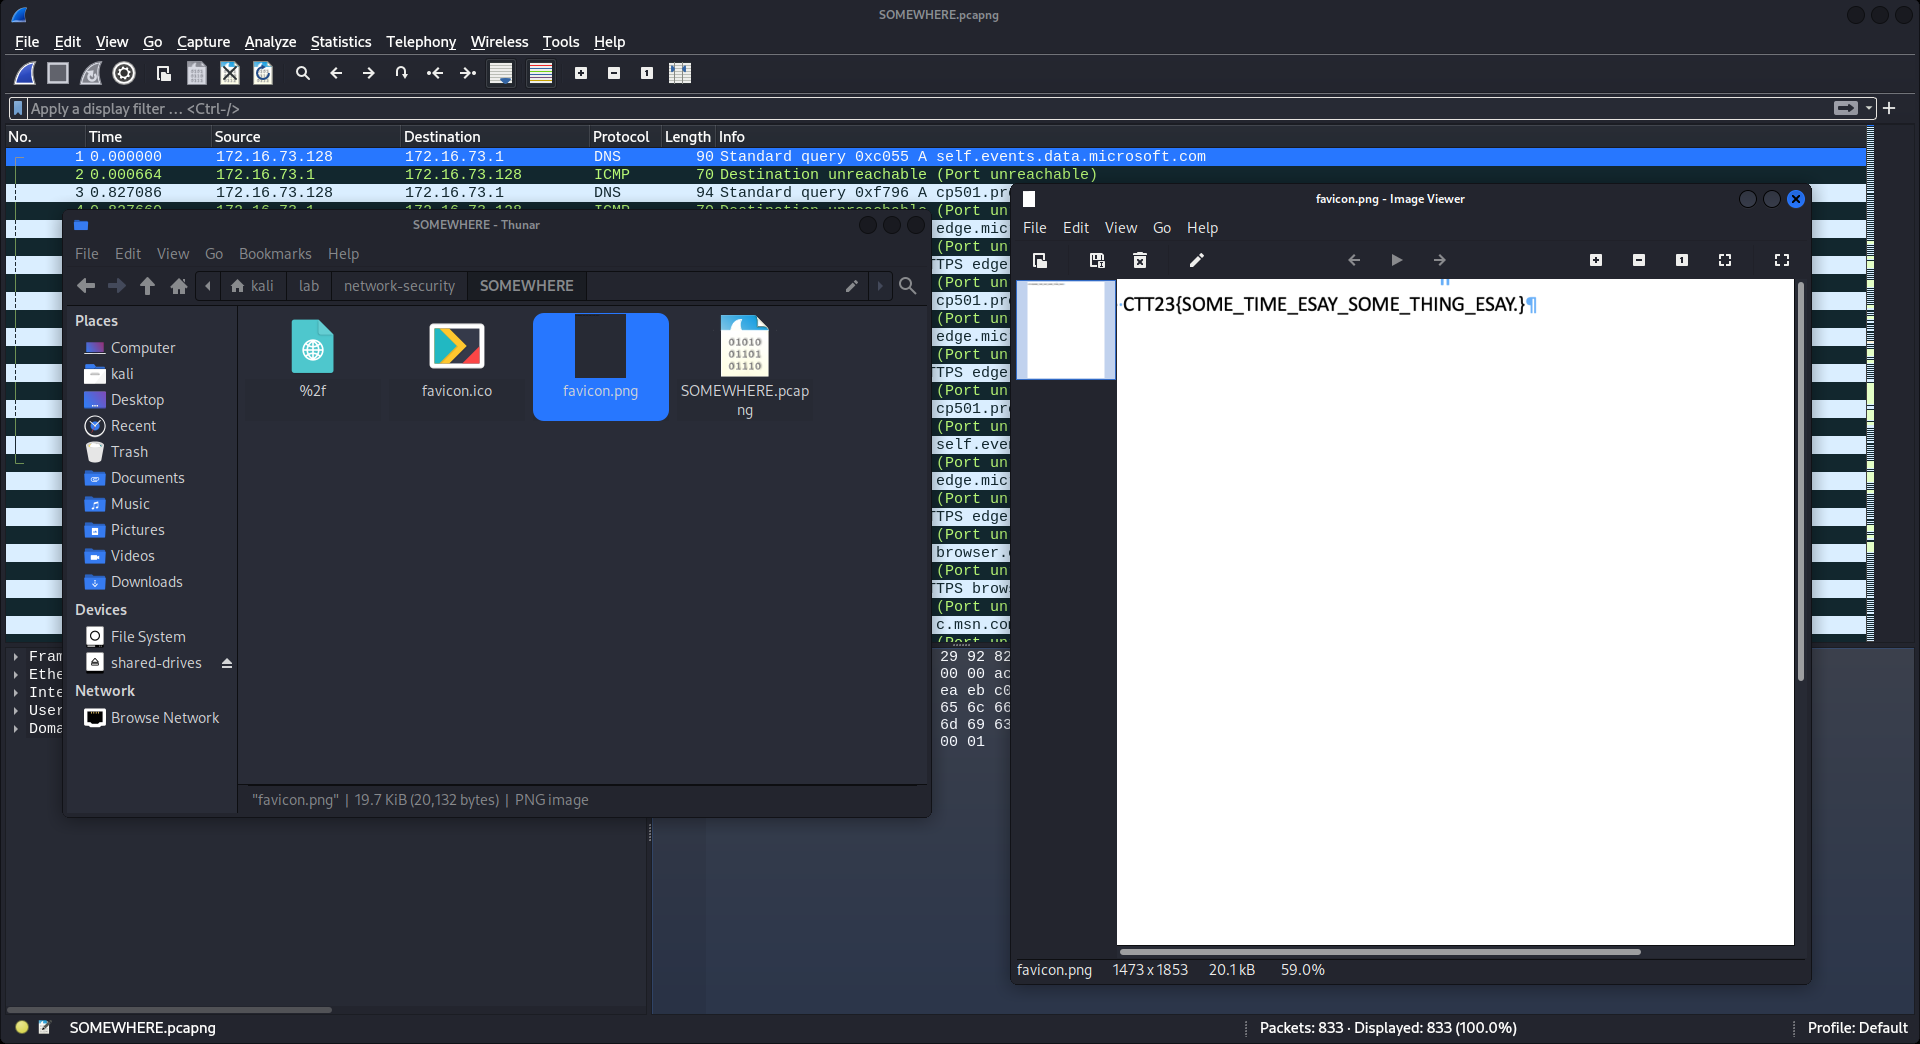 SOMEWHERE.pcapng
File Edit View Go Capture Analyze Statistics Telephony Wireless Tools Help
Apply a display filter … <Ctrl-/>
No. Time Source Destination Protocol Length Info
1 0.000000 172.16.73.128 172.16.73.1 DNS 90 Standard query 0xc055 A self.events.data.microsoft.com
2 0.000664 172.16.73.1 172.16.73.128 ICMP 70 Destination unreachable (Port unreachable)
3 0.827086 172.16.73.128 172.16.73.1 DNS 94 Standard query 0xf796 A cp501.pr
(Port un
edge.mic
(Port un
TPS edge
(Port un
cp501.pr
(Port un
edge.mic
(Port un
TPS edge
(Port un
cp501.pr
(Port un
self.eve
(Port un
edge.mic
(Port un
TPS edge
(Port un
browser.
(Port un
TPS brow
(Port un
c.msn.co
SOMEWHERE - Thunar
File Edit View Go Bookmarks Help
kali lab network-security SOMEWHERE
Places
Computer
kali
Desktop
Recent
Trash
Documents
Music
Pictures
Videos
Downloads
Devices
File System
shared-drives
Network
Browse Network
%2f
favicon.ico
favicon.png
01010
01101
01110
SOMEWHERE.pcap
ng
"favicon.png" | 19.7 KiB (20,132 bytes) | PNG image
favicon.png - Image Viewer
File Edit View Go Help
CTT23{SOME_TIME_ESAY_SOME_THING_ESAY.}¶
favicon.png 1473 x 1853 20.1 kB 59.0%
Fram
Ethe
Inte
User
Doma
29 92 82
00 00 ac
ea eb c0
65 6c 66
6d 69 63
00 01
SOMEWHERE.pcapng
Packets: 833 · Displayed: 833 (100.0%)
Profile: Default